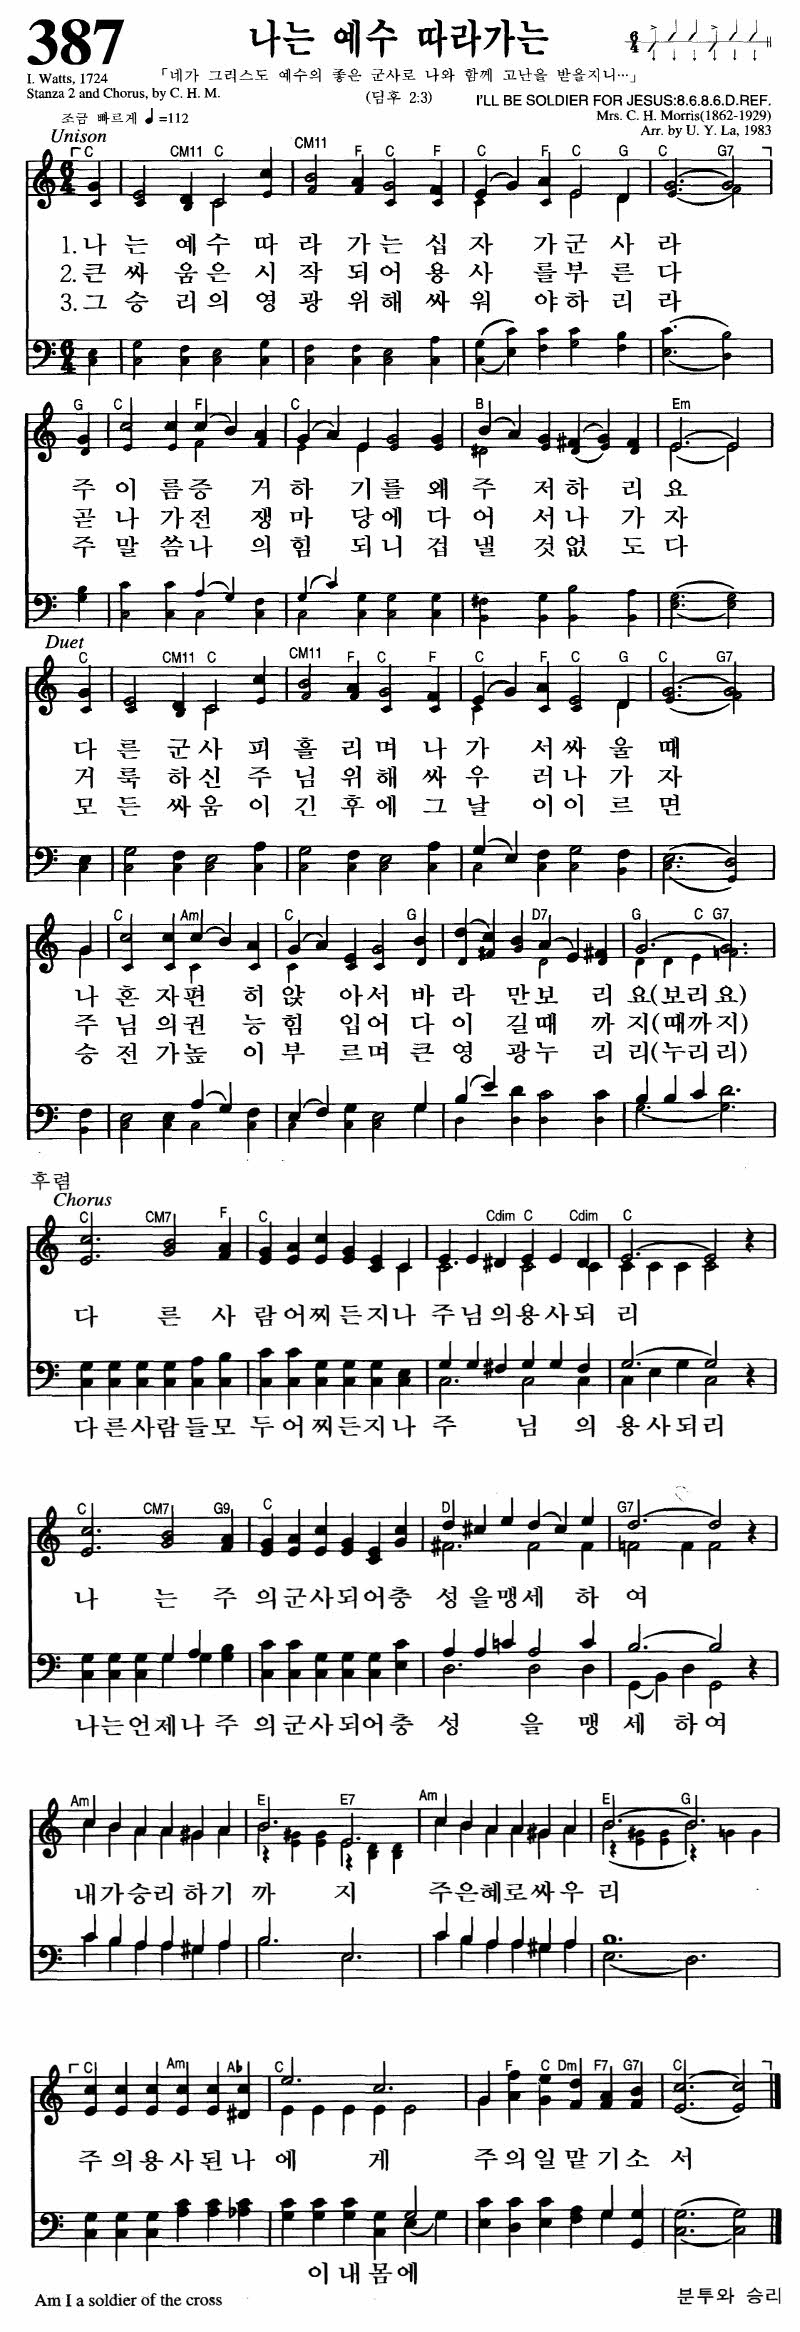 387
나는 예수 따라가는
6/4
I. Watts, 1724
「네가 그리스도 예수의 좋은 군사로 나와 함께 고난을 받을지니…」
Stanza 2 and Chorus, by C. H. M.
(딤후 2:3)
I'LL BE SOLDIER FOR JESUS:8.6.8.6.D.REF.
조금 빠르게 ♩=112
Mrs. C. H. Morris(1862-1929)
Arr. by U. Y. La, 1983
Unison
C CM11 C CM11 F C F C F C G C G7
1.나 는 예수 따 라 가는 십 자 가군 사 라
2.큰 싸 움은 시 작 되어 용 사 를부 른 다
3.그 승 리의 영 광 위해 싸 워 야하 리 라
G C F C B Em
주 이 름증 거 하 기를 왜 주 저하 리 요
곧 나 가전 쟁 마 당에 다 어 서나 가 자
주 말 씀나 의 힘 되니 겁 낼 것없 도 다
Duet
C CM11 C CM11 F C F C F C G C G7
다 른 군사 피 흘 리며 나 가 서싸 울 때
거 룩 하신 주 님 위해 싸 우 러나 가 자
모 든 싸움 이 긴 후에 그 날 이이 르 면
C Am C G D7 G C G7
나 혼 자편 히 앉 아서 바 라 만보 리 요(보리요)
주 님 의권 능 힘 입어 다 이 길때 까 지(때까지)
승 전 가높 이 부 르며 큰 영 광누 리 리(누리리)
후렴
Chorus
C CM7 F C Cdim C Cdim C
다 른 사 람어찌든지나 주님의용사되 리
다른사람들모 두어찌든지나 주 님 의 용사되리
C CM7 G9 C D G7
나 는 주 의군사되어충 성을맹세 하 여
나는언제나 주 의군사되어충 성 을 맹 세 하여
Am E E7 Am E G
내가승리하기 까 지 주은혜로싸우 리
C Am A♭ C F C Dm F7 G7 C
주의용사된나 에 게 주의일맡기소 서
이내몸에
Am I a soldier of the cross
분투와 승리